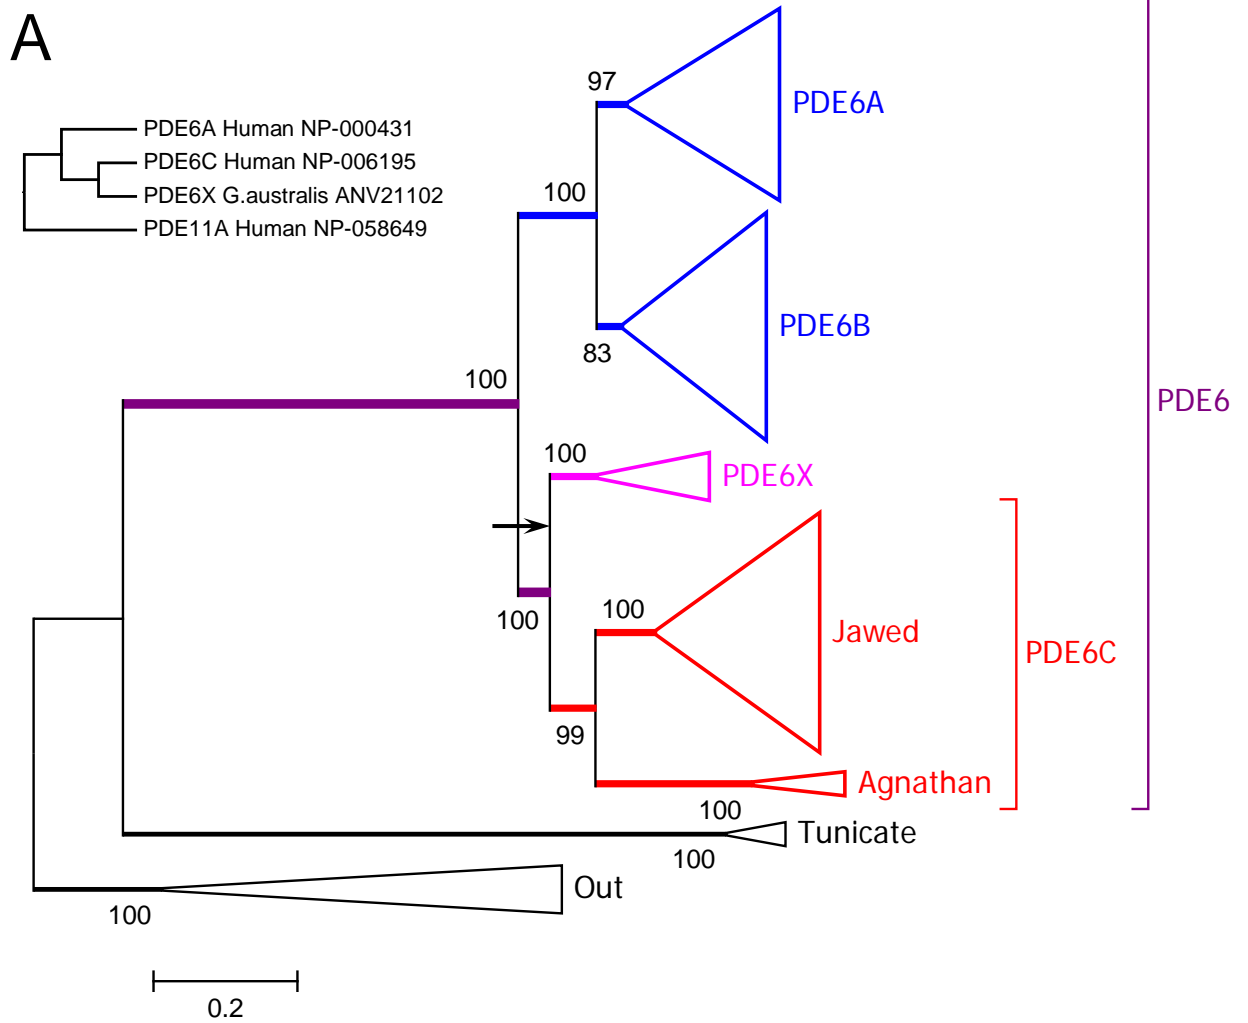 A
PDE6A Human NP-000431
PDE6C Human NP-006195
PDE6X G.australis ANV21102
PDE11A Human NP-058649
97
PDE6A
100
PDE6B
83
100
PDE6
100
PDE6X
100
100
Jawed
PDE6C
99
Agnathan
100
Tunicate
100
Out
100
0.2